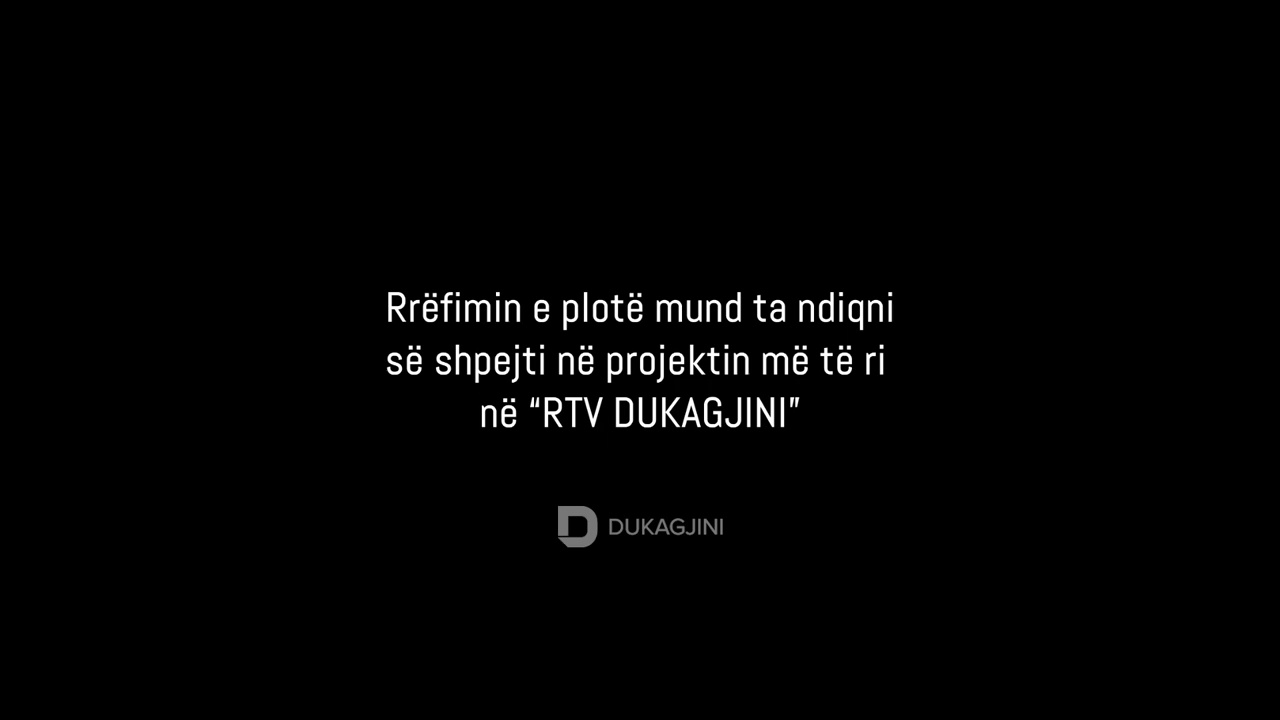 Rrëfimin e plotë mund ta ndiqni
së shpejti në projektin më të ri
në “RTV DUKAGJINI”
DUKAGJINI